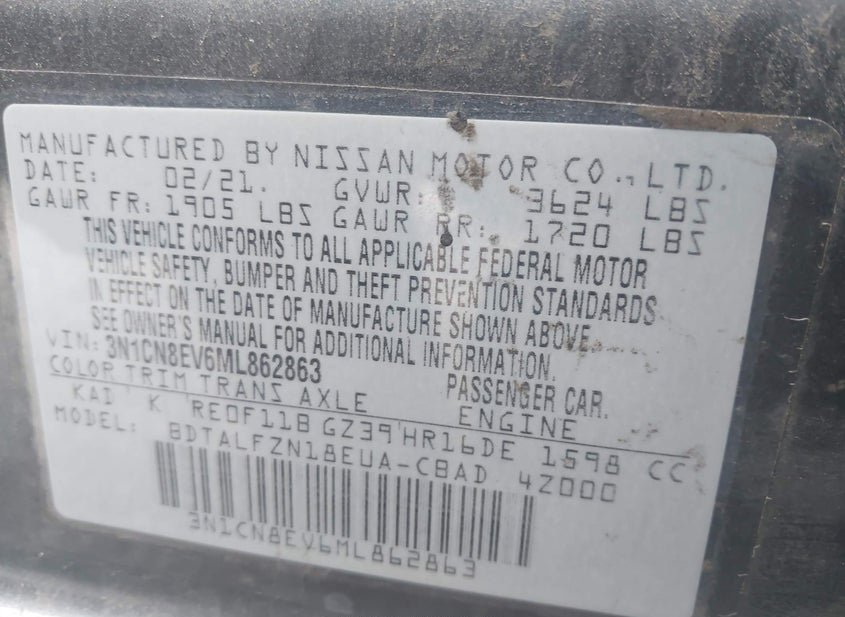 MANUFACTURED BY NISSAN MOTOR CO., LTD.
DATE: 02/21. GVWR: 3624 LBS
GAWR FR: 1905 LBS GAWR RR: 1720 LBS
THIS VEHICLE CONFORMS TO ALL APPLICABLE FEDERAL MOTOR
VEHICLE SAFETY, BUMPER AND THEFT PREVENTION STANDARDS
IN EFFECT ON THE DATE OF MANUFACTURE SHOWN ABOVE.
SEE OWNER'S MANUAL FOR ADDITIONAL INFORMATION.
VIN: 3N1CN8EV6ML862863 PASSENGER CAR.
COLOR TRIM TRANS AXLE ENGINE
KAD K RE0F11B GZ39 HR16DE 1598 CC
MODEL: BDTALFZN18EUA-CBAD 4Z000
3N1CN8EV6ML862863